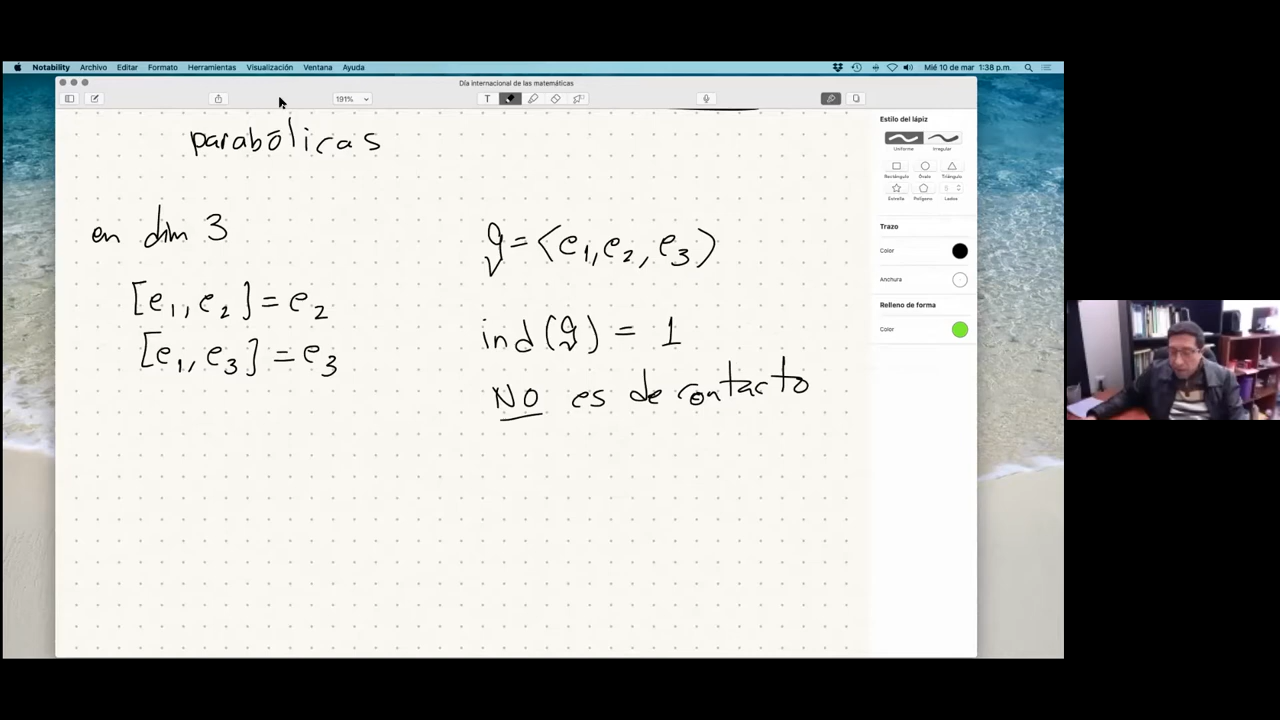 Notability Archivo Editar Formato Herramientas Visualización Ventana Ayuda Mié 10 de mar 1:38 p.m.
Día internacional de las matemáticas
191% T
Estilo del lápiz
Uniforme Irregular
Rectángulo Óvalo Triángulo
5
Estrella Polígono Lados
Trazo
Color
Anchura
Relleno de forma
Color
parabólicas
en dim 3
[e₁, e₂] = e₂
[e₁, e₃] = e₃
𝔤 = ⟨e₁, e₂, e₃⟩
ind(𝔤) = 1
NO es de contacto